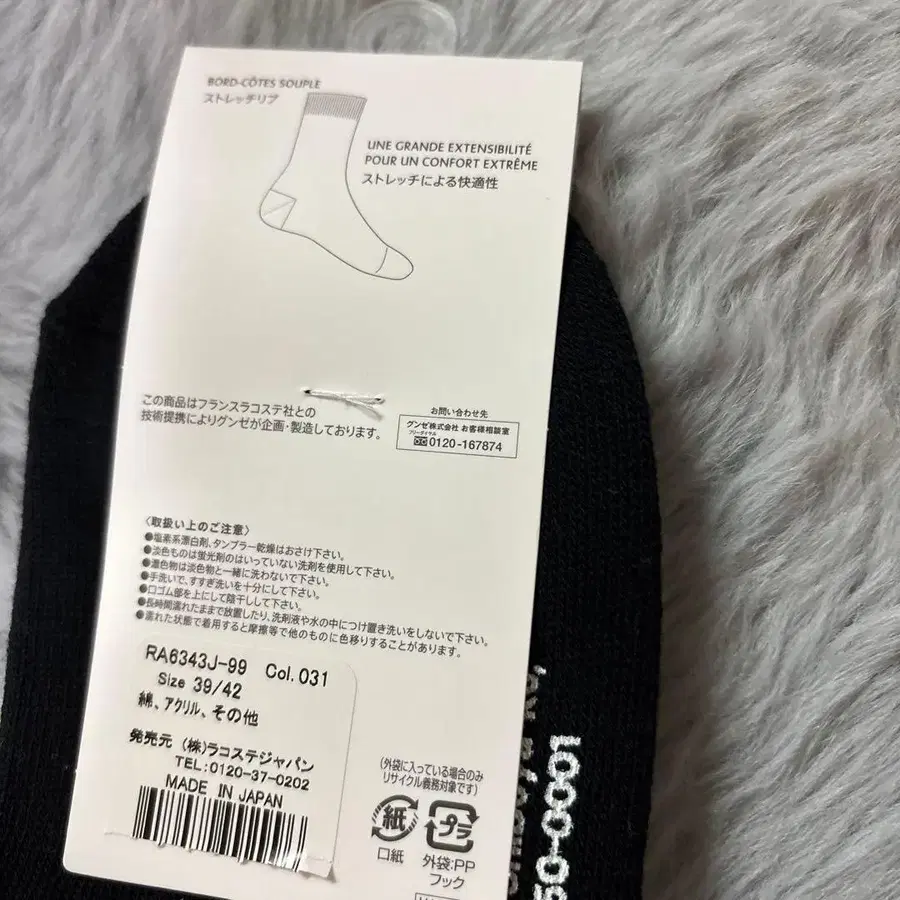 BORD-CÔTES SOUPLE
ストレッチリブ
UNE GRANDE EXTENSIBILITÉ
POUR UN CONFORT EXTRÊME
ストレッチによる快適性
この商品はフランスラコステ社との
技術提携によりグンゼが企画・製造しております。
お問い合わせ先
グンゼ株式会社 お客様相談室
フリーダイヤル
0120-167874
〈取扱い上のご注意〉
●塩素系漂白剤、タンブラー乾燥はおさけ下さい。
●淡色ものは蛍光剤のはいっていない洗剤を使用して下さい。
●濃色物は淡色物と一緒に洗わないで下さい。
●手洗いで、すすぎ洗いを十分にして下さい。
●口ゴム部を上にして陰干しして下さい。
●長時間濡れたままで放置したり、洗剤液や水の中につけ置き洗いをしないで下さい。
●濡れた状態で着用すると摩擦等で他のものに色移りすることがあります。
RA6343J-99 Col.031
Size 39/42
綿、アクリル、その他
発売元 (株)ラコステジャパン
TEL:0120-37-0202
MADE IN JAPAN
(外袋に入っている場合のみ
リサイクル義務対象です)
紙
プラ
口紙
外袋:PP
フック